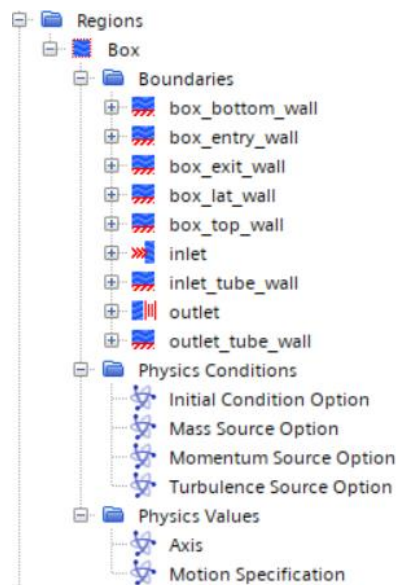 Regions
Box
Boundaries
box_bottom_wall
box_entry_wall
box_exit_wall
box_lat_wall
box_top_wall
inlet
inlet_tube_wall
outlet
outlet_tube_wall
Physics Conditions
Initial Condition Option
Mass Source Option
Momentum Source Option
Turbulence Source Option
Physics Values
Axis
Motion Specification